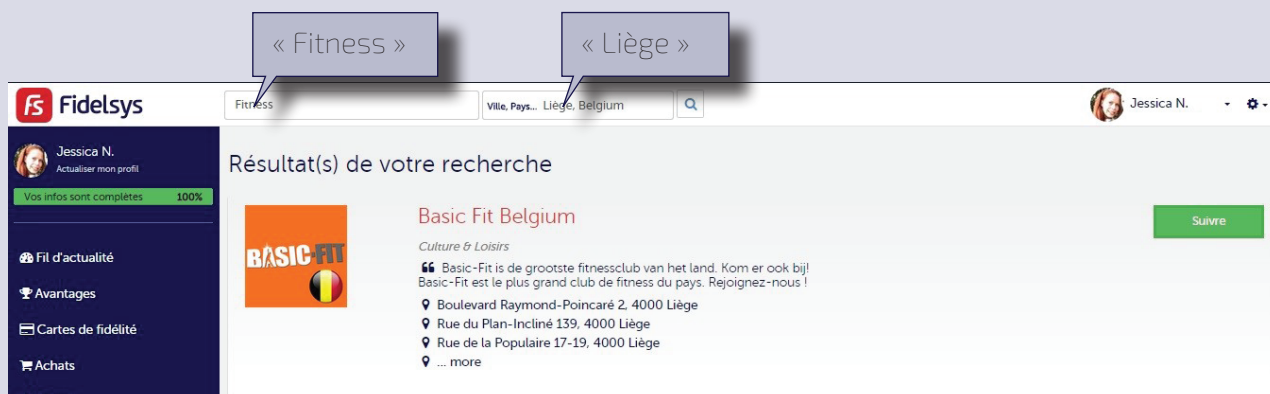 « Fitness »
« Liège »
Fs Fidelsys
Fitness
Ville, Pays... Liège, Belgium
Jessica N.
Jessica N.
Actualiser mon profil
Vos infos sont complètes 100%
Fil d'actualité
Avantages
Cartes de fidélité
Achats
Résultat(s) de votre recherche
BASIC-FIT
Basic Fit Belgium
Culture & Loisirs
Basic-Fit is de grootste fitnessclub van het land. Kom er ook bij!
Basic-Fit est le plus grand club de fitness du pays. Rejoignez-nous !
Boulevard Raymond-Poincaré 2, 4000 Liège
Rue du Plan-Incliné 139, 4000 Liège
Rue de la Populaire 17-19, 4000 Liège
... more
Suivre